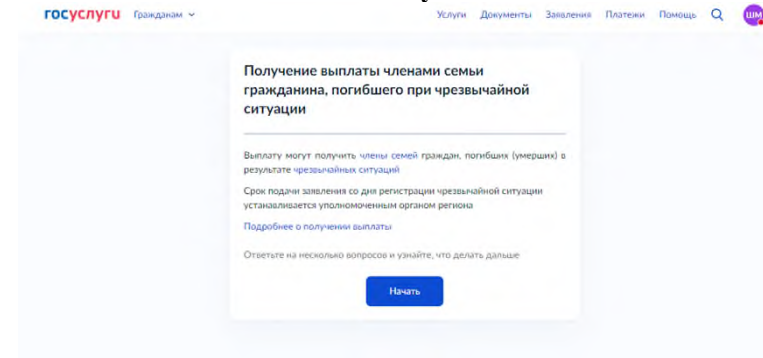 госуслуги Гражданам Услуги Документы Заявления Платежи Помощь ШМ
Получение выплаты членами семьи
гражданина, погибшего при чрезвычайной
ситуации
Выплату могут получить члены семей граждан, погибших (умерших) в
результате чрезвычайных ситуаций
Срок подачи заявления со дня регистрации чрезвычайной ситуации
устанавливается уполномоченным органом региона
Подробнее о получении выплаты
Ответьте на несколько вопросов и узнайте, что делать дальше
Начать